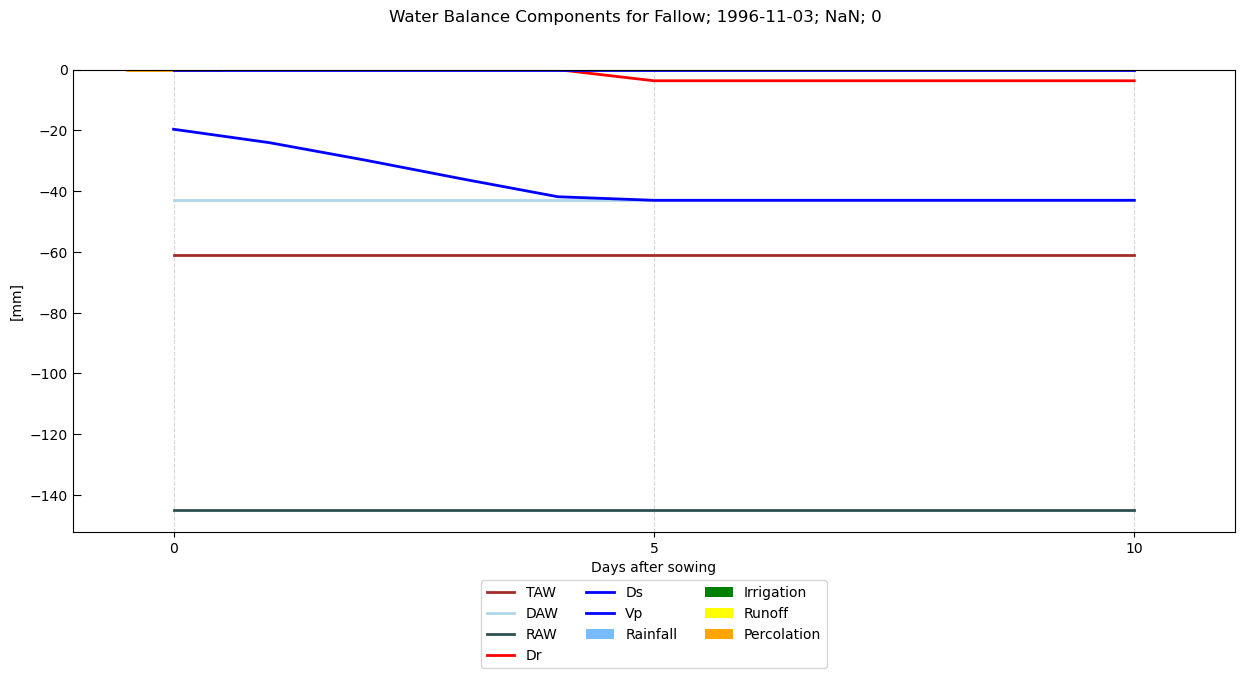 Water Balance Components for Fallow; 1996-11-03; NaN; 0
0
−20
−40
−60
−80
−100
−120
−140
[mm]
0 5 10
Days after sowing
TAW Ds Irrigation
DAW Vp Runoff
RAW Rainfall Percolation
Dr